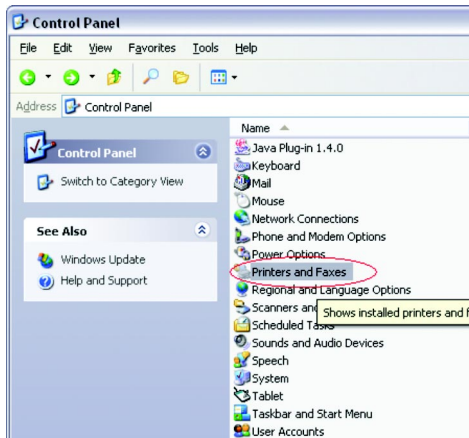 Control Panel
File Edit View Favorites Tools Help
Address Control Panel
Control Panel
Switch to Category View
See Also
Windows Update
Help and Support
Name
Java Plug-in 1.4.0
Keyboard
Mail
Mouse
Network Connections
Phone and Modem Options
Power Options
Printers and Faxes
Regional and Language Options
Scanners and
Shows installed printers and f
Scheduled Tasks
Sounds and Audio Devices
Speech
System
Tablet
Taskbar and Start Menu
User Accounts